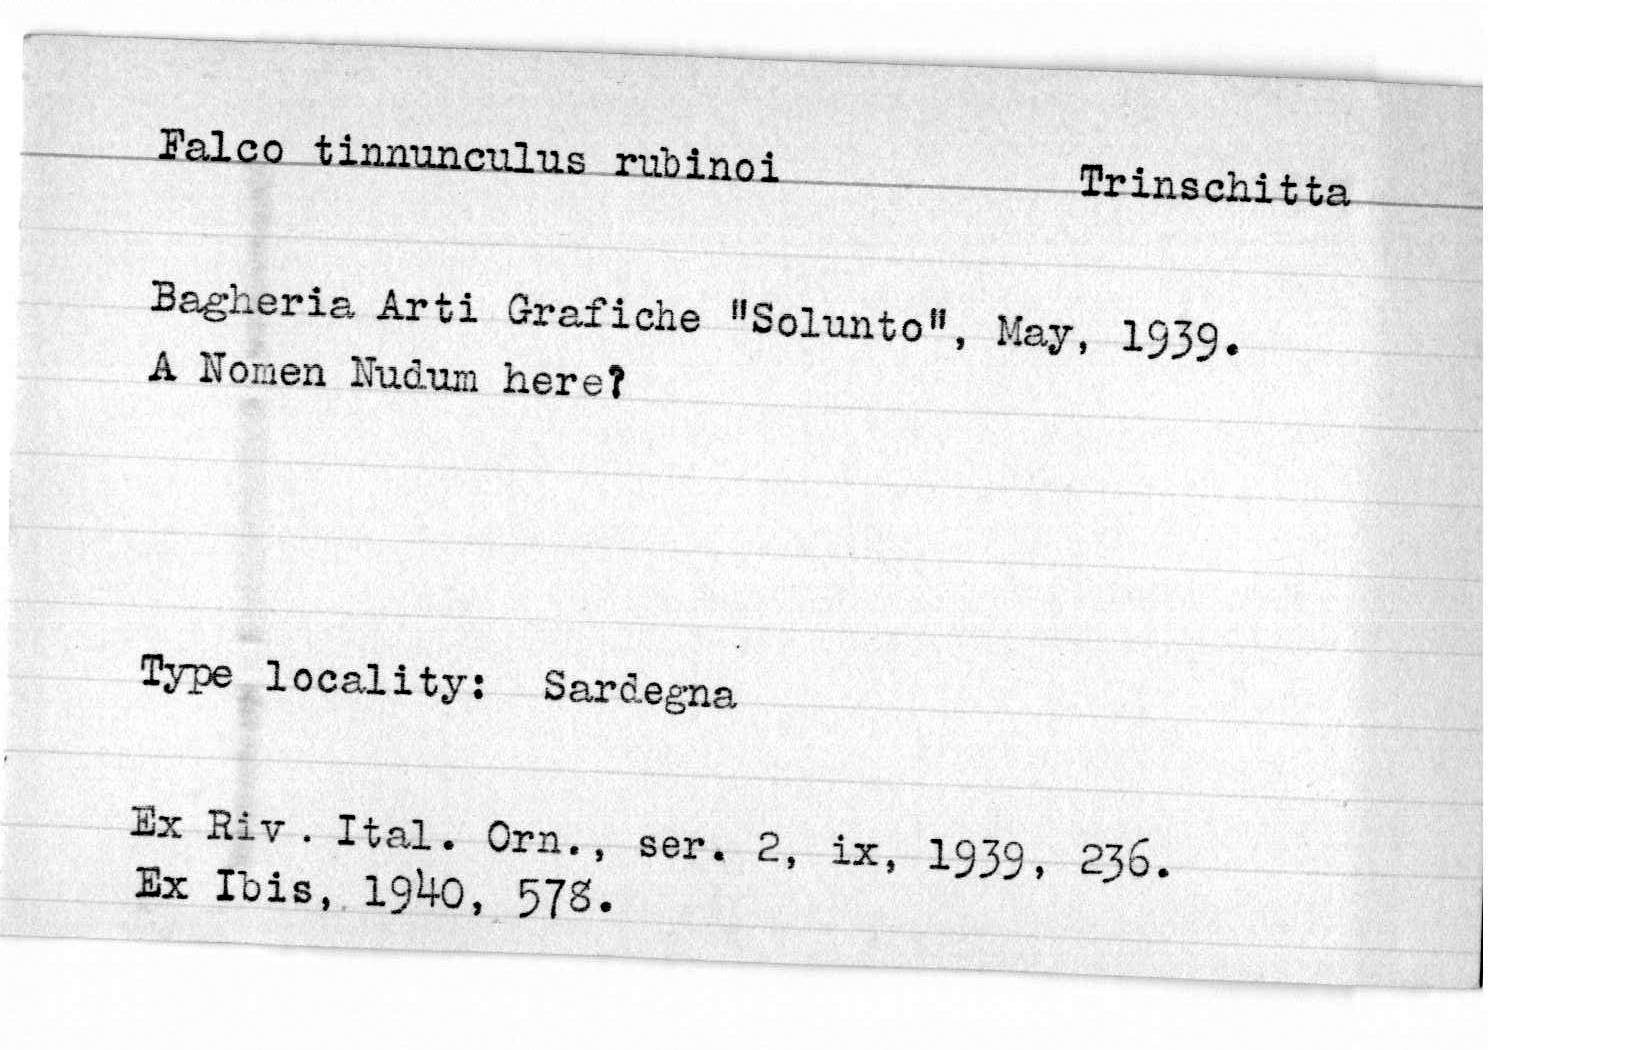 Falco tinnunculus rubinoi Trinschitta
Bagheria Arti Grafiche "Solunto", May, 1939.
A Nomen Nudum here?
Type locality: Sardegna
Ex Riv. Ital. Orn., ser. 2, ix, 1939, 236.
Ex Ibis, 1940, 578.